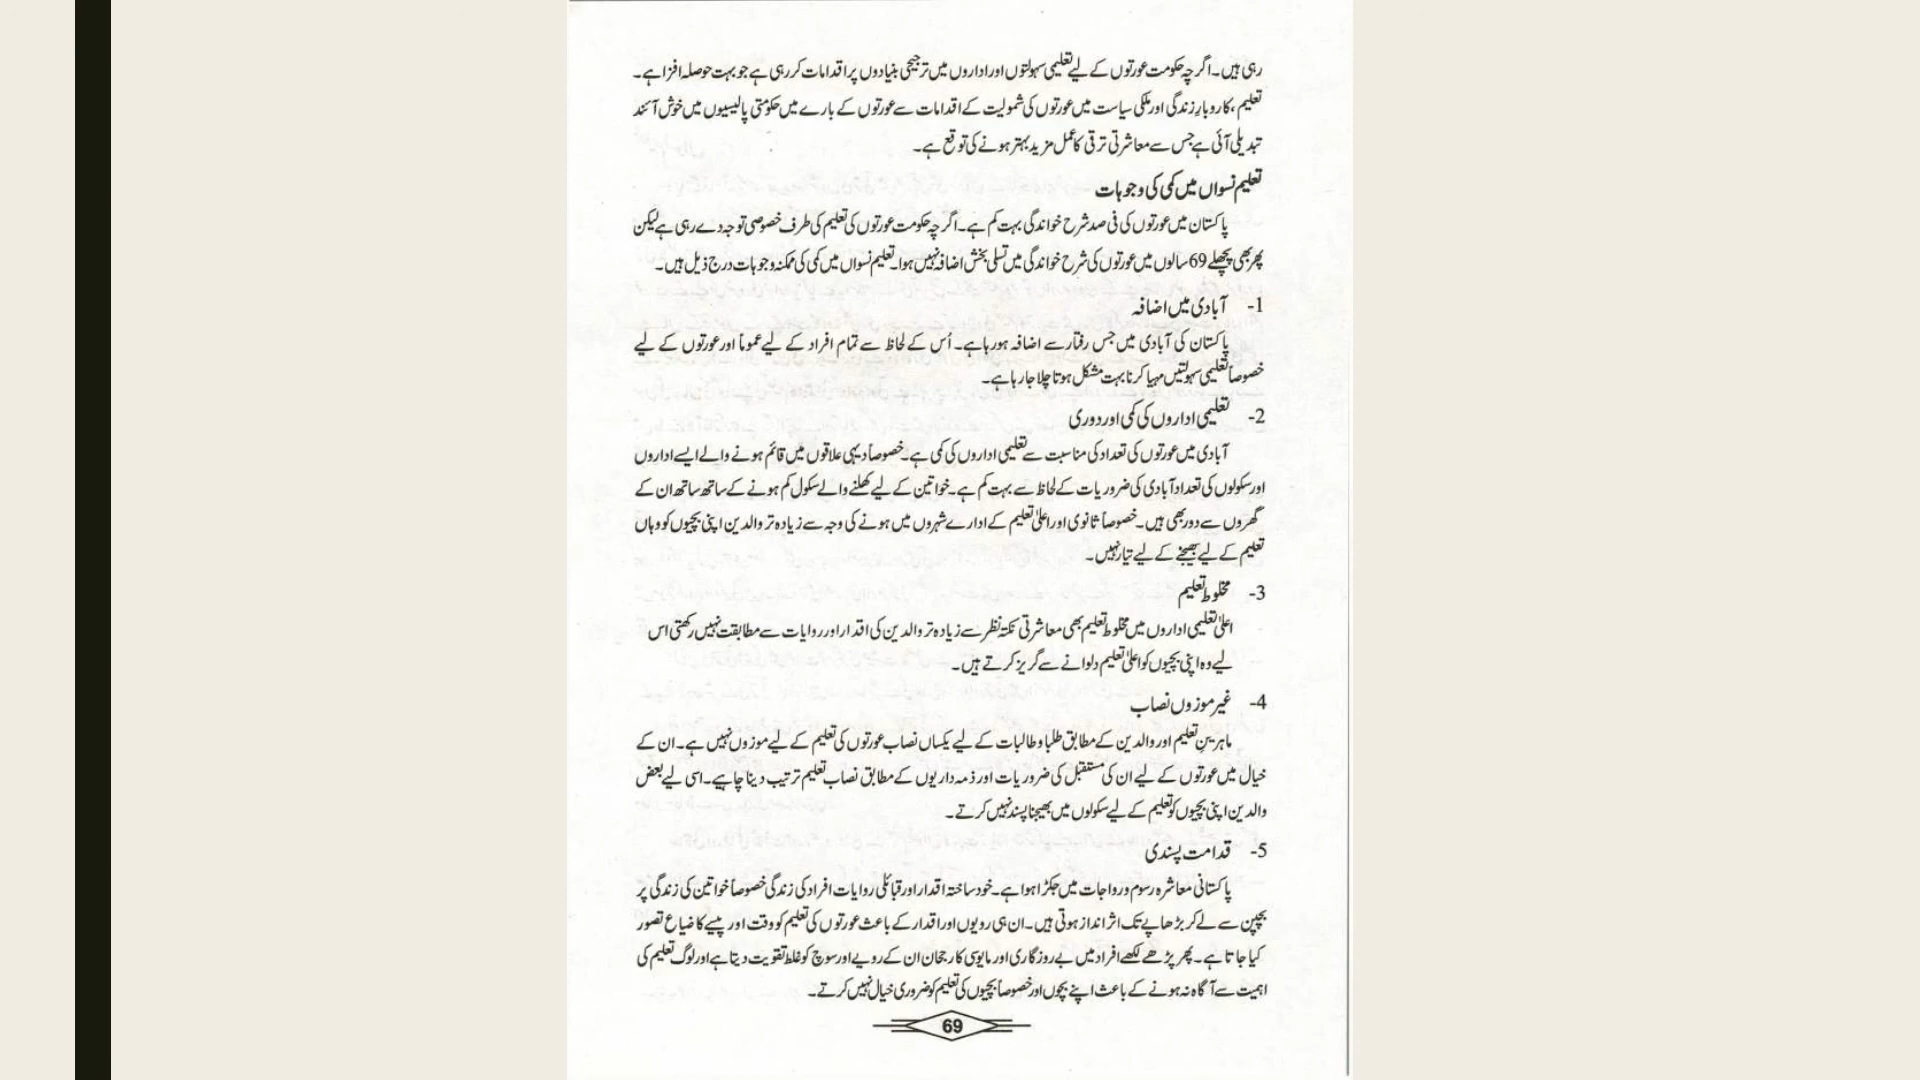 رہی ہیں۔ اگرچہ حکومت عورتوں کے لیے تعلیمی سہولتوں اور اداروں میں ترجیحی بنیادوں پر اقدامات کر رہی ہے جو بہت حوصلہ افزا ہے۔
تعلیم، کاروبارِ زندگی اور ملکی سیاست میں عورتوں کی شمولیت کے اقدامات سے عورتوں کے بارے میں حکومتی پالیسیوں میں خوش آئند
تبدیلی آئی ہے جس سے معاشرتی ترقی کا عمل مزید بہتر ہونے کی توقع ہے۔
تعلیم نسواں میں کمی کی وجوہات
پاکستان میں عورتوں کی فی صد شرح خواندگی بہت کم ہے۔ اگرچہ حکومت عورتوں کی تعلیم کی طرف خصوصی توجہ دے رہی ہے لیکن
پھر بھی پچھلے 69 سالوں میں عورتوں کی شرح خواندگی میں تسلی بخش اضافہ نہیں ہوا۔ تعلیم نسواں میں کمی کی ممکنہ وجوہات درج ذیل ہیں۔
1- آبادی میں اضافہ
پاکستان کی آبادی میں جس رفتار سے اضافہ ہو رہا ہے۔ اُس کے لحاظ سے تمام افراد کے لیے عموماً اور عورتوں کے لیے
خصوصاً تعلیمی سہولتیں مہیا کرنا بہت مشکل ہوتا چلا جا رہا ہے۔
2- تعلیمی اداروں کی کمی اور دوری
آبادی میں عورتوں کی تعداد کی مناسبت سے تعلیمی اداروں کی کمی ہے۔ خصوصاً دیہی علاقوں میں قائم ہونے والے ایسے اداروں
اور سکولوں کی تعداد آبادی کی ضروریات کے لحاظ سے بہت کم ہے۔ خواتین کے لیے کھلنے والے سکول کم ہونے کے ساتھ ساتھ ان کے
گھروں سے دور بھی ہیں۔ خصوصاً ثانوی اور اعلیٰ تعلیم کے ادارے شہروں میں ہونے کی وجہ سے زیادہ تر والدین اپنی بچیوں کو وہاں
تعلیم کے لیے بھیجنے کے لیے تیار نہیں۔
3- مخلوط تعلیم
اعلیٰ تعلیمی اداروں میں مخلوط تعلیم بھی معاشرتی نکتہ نظر سے زیادہ تر والدین کی اقدار اور روایات سے مطابقت نہیں رکھتی اس
لیے وہ اپنی بچیوں کو اعلیٰ تعلیم دلوانے سے گریز کرتے ہیں۔
4- غیر موزوں نصاب
ماہرینِ تعلیم اور والدین کے مطابق طلبا و طالبات کے لیے یکساں نصاب عورتوں کی تعلیم کے لیے موزوں نہیں ہے۔ ان کے
خیال میں عورتوں کے لیے ان کی مستقبل کی ضروریات اور ذمہ داریوں کے مطابق نصاب تعلیم ترتیب دینا چاہیے۔ اسی لیے بعض
والدین اپنی بچیوں کو تعلیم کے لیے سکولوں میں بھیجنا پسند نہیں کرتے۔
5- قدامت پسندی
پاکستانی معاشرہ رسوم و رواجات میں جکڑا ہوا ہے۔ خود ساختہ اقدار اور قبائلی روایات افراد کی زندگی خصوصاً خواتین کی زندگی پر
بچپن سے لے کر بڑھاپے تک اثر انداز ہوتی ہیں۔ ان ہی رویوں اور اقدار کے باعث عورتوں کی تعلیم کو وقت اور پیسے کا ضیاع تصور
کیا جاتا ہے۔ پھر پڑھے لکھے افراد میں بے روزگاری اور مایوسی کا رجحان ان کے رویے اور سوچ کو غلط تقویت دیتا ہے اور لوگ تعلیم کی
اہمیت سے آگاہ نہ ہونے کے باعث اپنے بچوں اور خصوصاً بچیوں کی تعلیم کو ضروری خیال نہیں کرتے۔
69